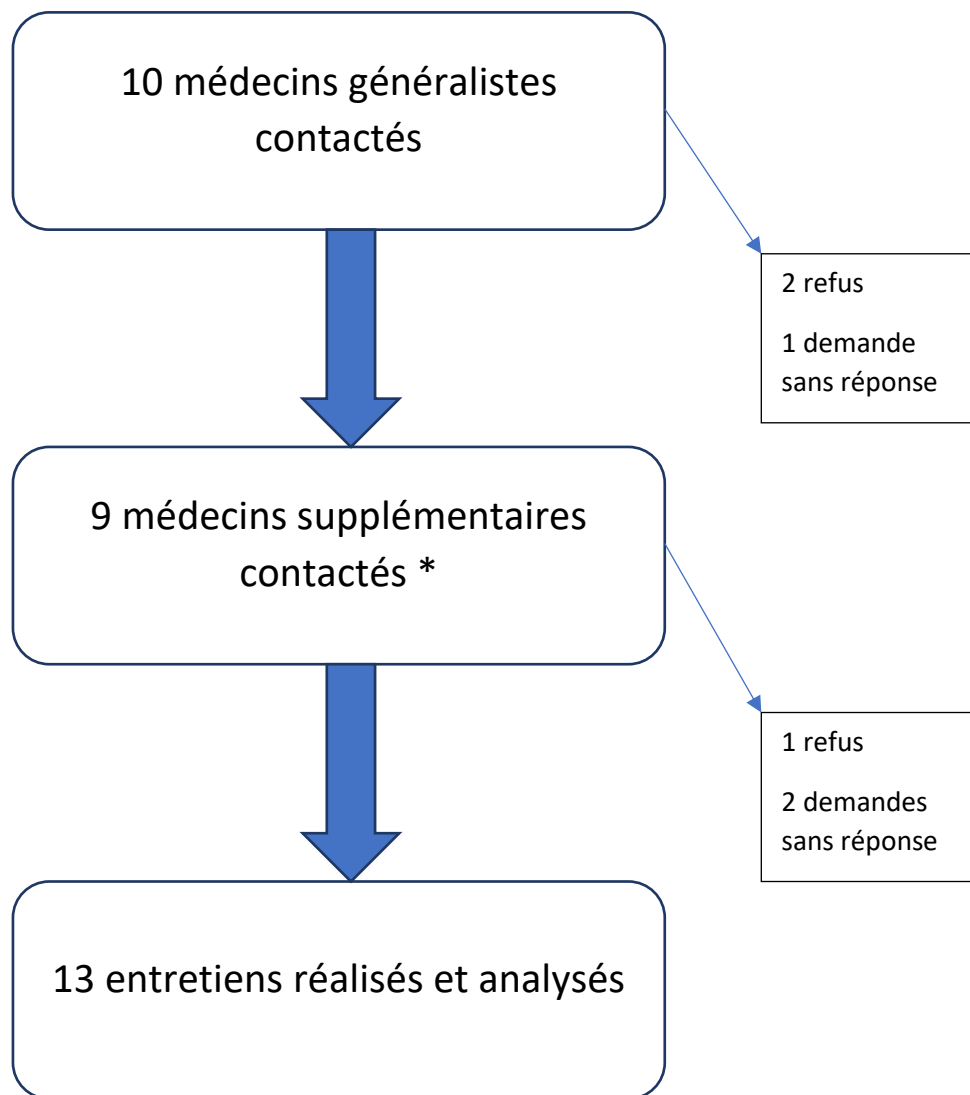 10 médecins généralistes
contactés
2 refus
1 demande
sans réponse
9 médecins supplémentaires
contactés *
1 refus
2 demandes
sans réponse
13 entretiens réalisés et analysés